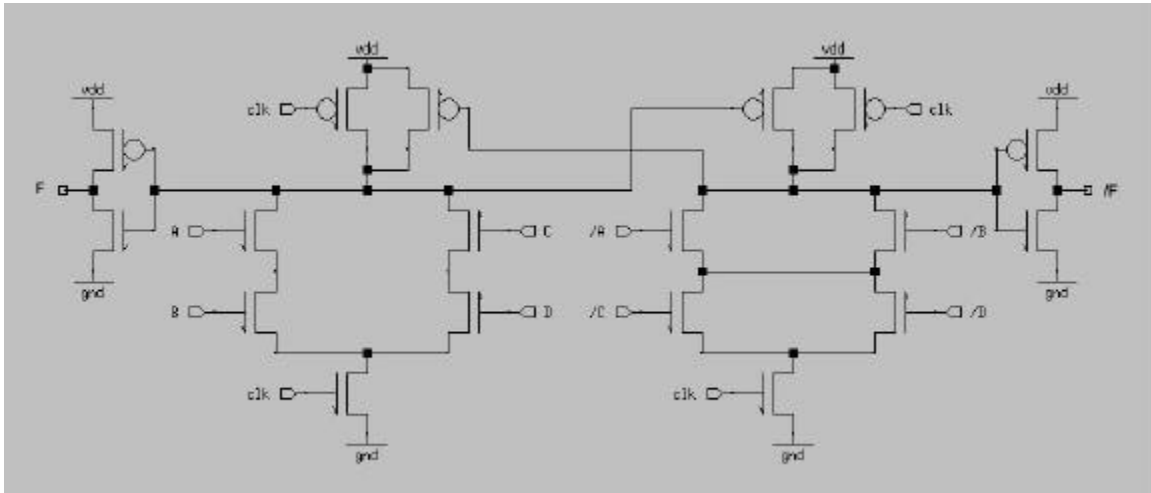 vdd vdd
vdd vdd
clk clk
F /F
A C /A /B
B D /C /D
gnd gnd
clk clk
gnd gnd